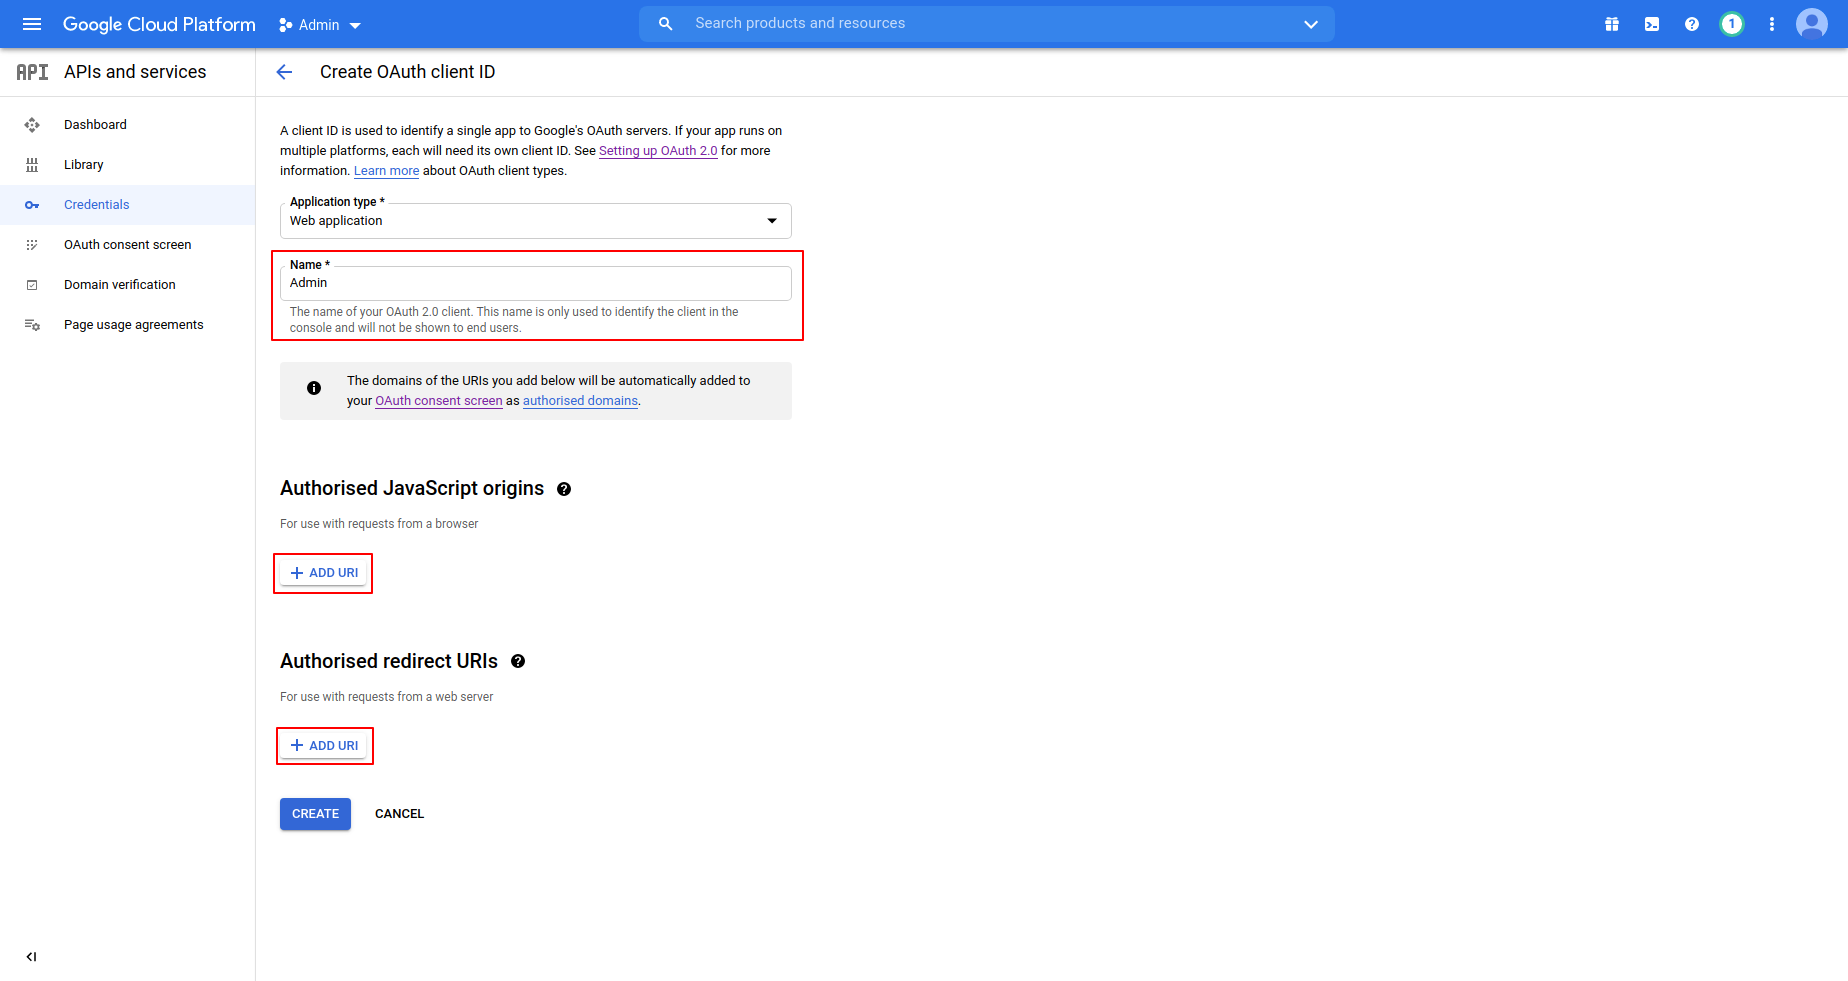 Google Cloud Platform
Admin
Search products and resources
1
API
APIs and services
Create OAuth client ID
Dashboard
Library
Credentials
OAuth consent screen
Domain verification
Page usage agreements
A client ID is used to identify a single app to Google's OAuth servers. If your app runs on
multiple platforms, each will need its own client ID. See Setting up OAuth 2.0 for more
information. Learn more about OAuth client types.
Application type *
Web application
Name *
Admin
The name of your OAuth 2.0 client. This name is only used to identify the client in the
console and will not be shown to end users.
The domains of the URIs you add below will be automatically added to
your OAuth consent screen as authorised domains.
Authorised JavaScript origins
For use with requests from a browser
ADD URI
Authorised redirect URIs
For use with requests from a web server
ADD URI
CREATE
CANCEL